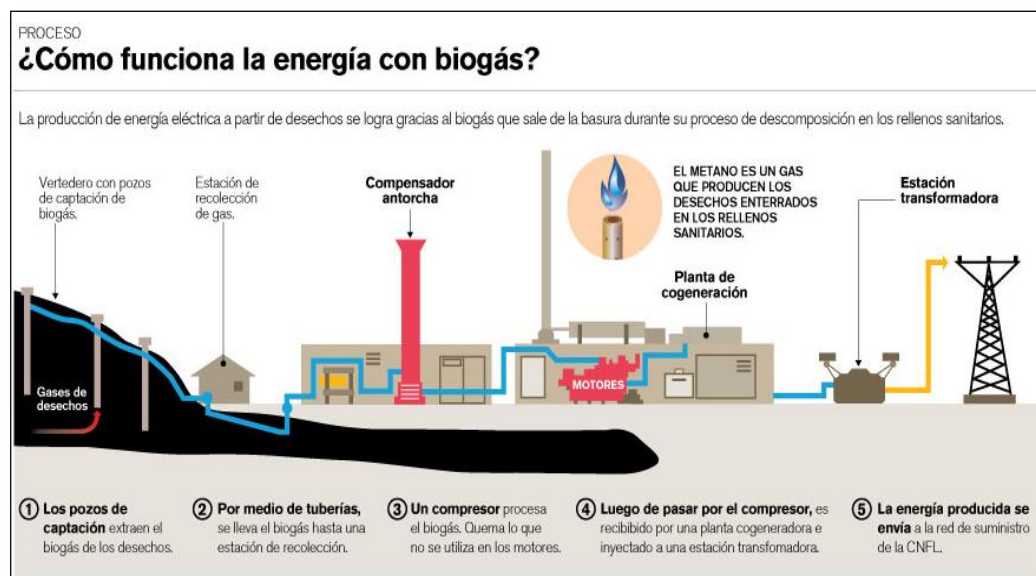 PROCESO
¿Cómo funciona la energía con biogás?
La producción de energía eléctrica a partir de desechos se logra gracias al biogás que sale de la basura durante su proceso de descomposición en los rellenos sanitarios.
Vertedero con pozos
de captación de
biogás.
Estación de
recolección
de gas.
Compensador
antorcha
EL METANO ES UN GAS
QUE PRODUCEN LOS
DESECHOS ENTERRADOS
EN LOS RELLENOS
SANITARIOS.
Estación
transformadora
Planta de
cogeneración
Gases de
desechos
MOTORES
1 Los pozos de
captación extraen el
biogás de los desechos.
2 Por medio de tuberías,
se lleva el biogás hasta una
estación de recolección.
3 Un compresor procesa
el biogás. Quema lo que
no se utiliza en los motores.
4 Luego de pasar por el compresor, es
recibibido por una planta cogeneradora e
inyectado a una estación transfomadora.
5 La energía producida se
envía a la red de suministro
de la CNFL.